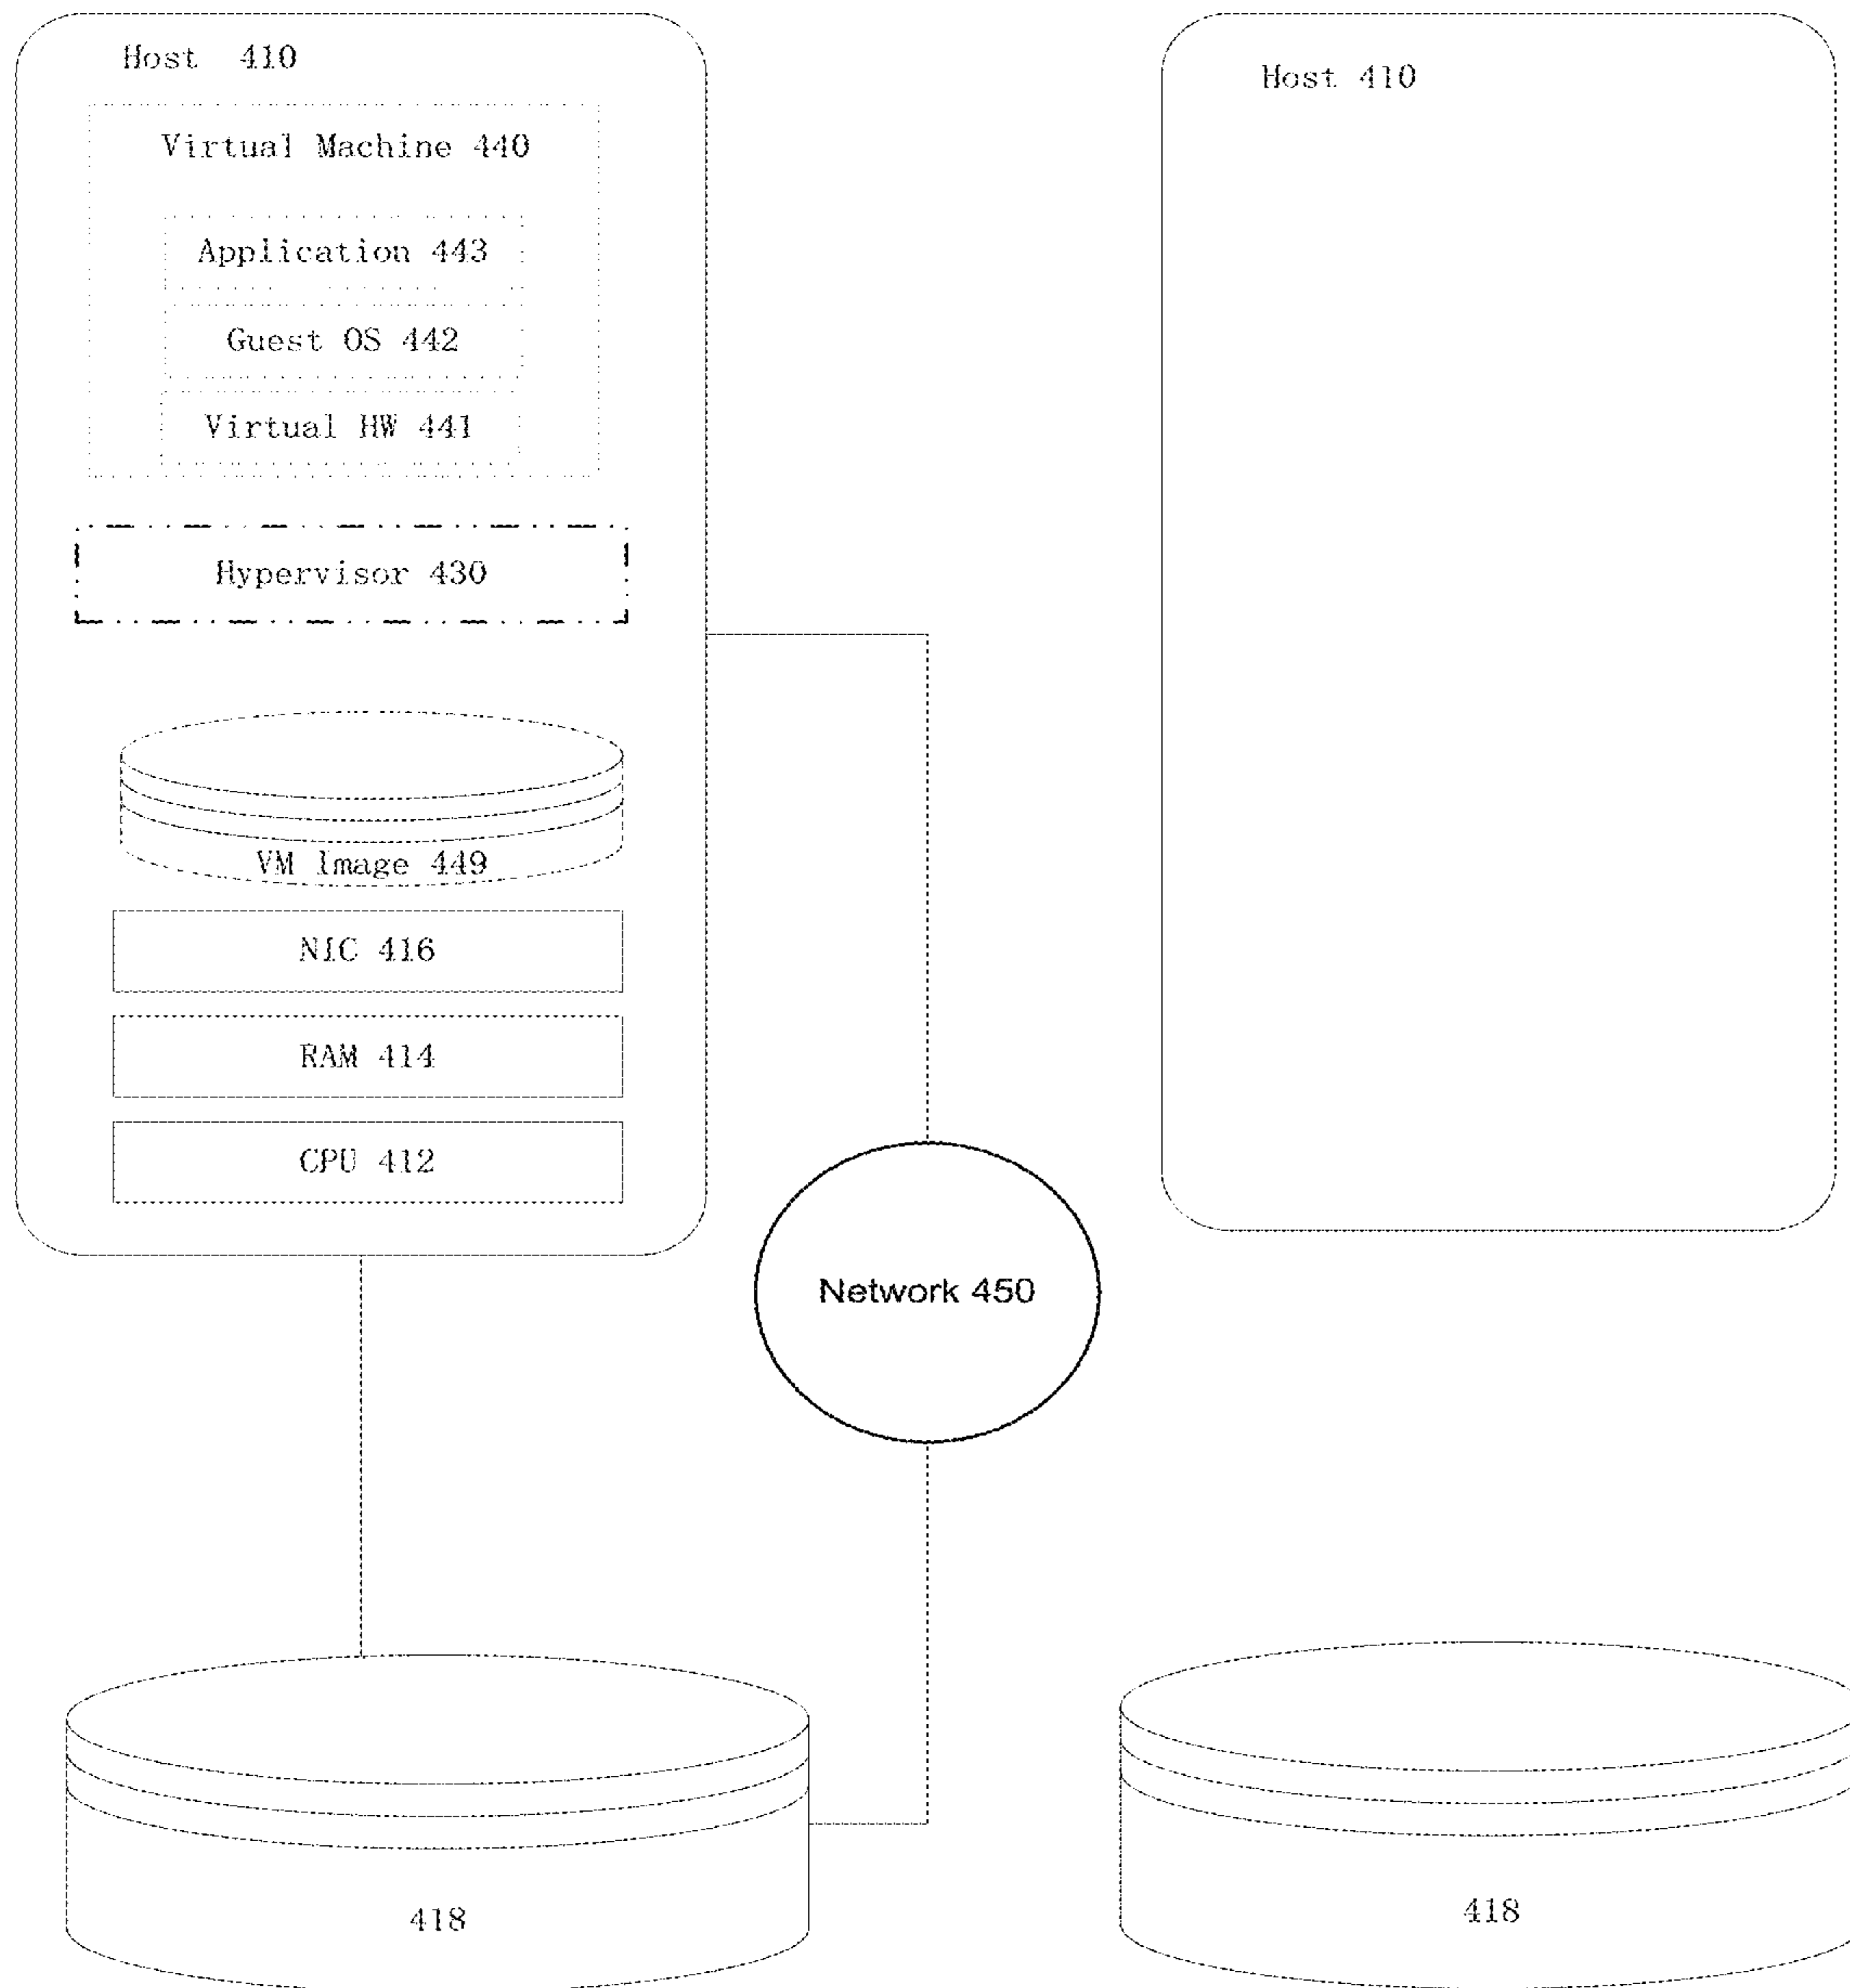 Host 410
Virtual Machine 440
Application 443
Guest OS 442
Virtual HW 441
Hypervisor 430
VM Image 449
NIC 416
RAM 414
CPU 412
Host 410
Network 450
418
418